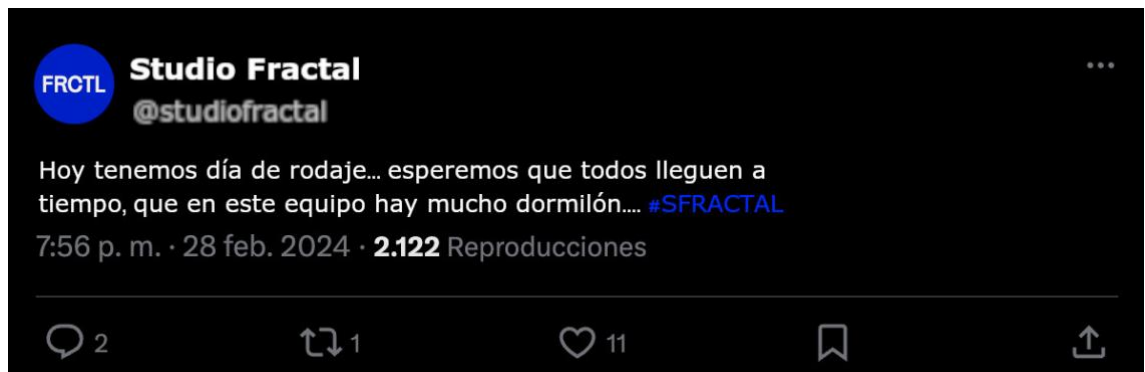 FRCTL
Studio Fractal
@studiofractal
Hoy tenemos día de rodaje... esperemos que todos lleguen a
tiempo, que en este equipo hay mucho dormilón.... #SFRACTAL
7:56 p. m. · 28 feb. 2024 · 2.122 Reproducciones
2 1 11